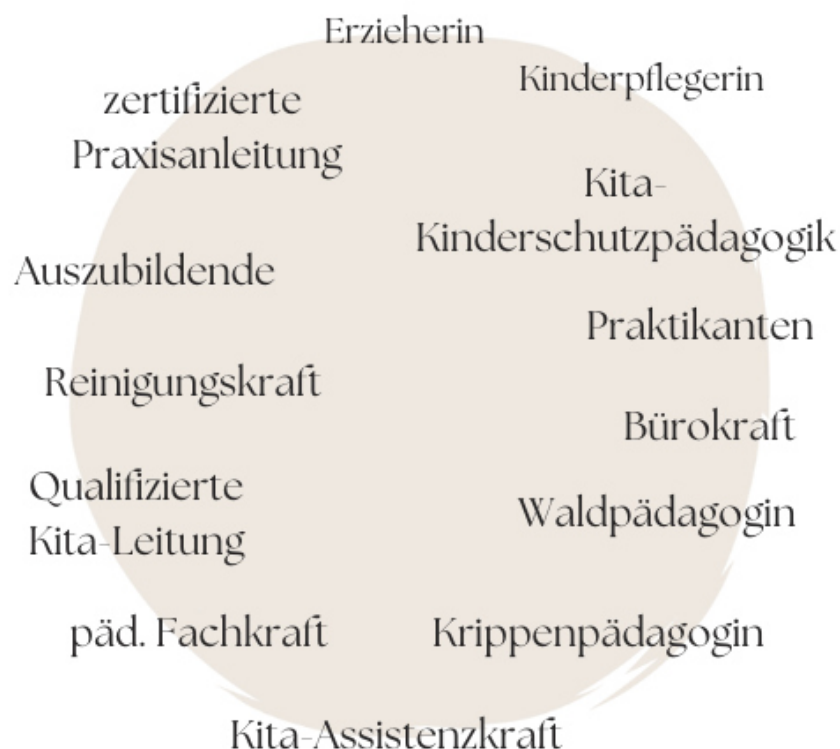 Erzieherin
Kinderpflegerin
zertifizierte
Praxisanleitung
Kita-
Kinderschutzpädagogik
Auszubildende
Praktikanten
Reinigungskraft
Bürokraft
Qualifizierte
Kita-Leitung
Waldpädagogin
päd. Fachkraft
Krippenpädagogin
Kita-Assistenzkraft